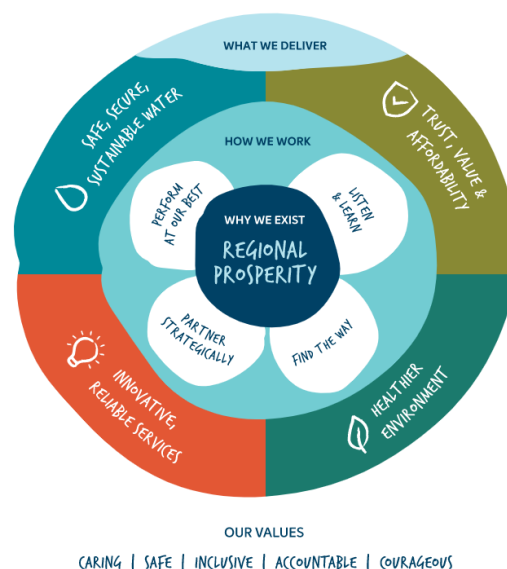 WHAT WE DELIVER
SAFE, SECURE,
SUSTAINABLE WATER
TRUST, VALUE &
AFFORDABILITY
HOW WE WORK
PERFORM
AT OUR BEST
LISTEN
& LEARN
WHY WE EXIST
REGIONAL
PROSPERITY
PARTNER
STRATEGICALLY
FIND THE WAY
INNOVATIVE,
RELIABLE SERVICES
HEALTHIER
ENVIRONMENT
OUR VALUES
CARING | SAFE | INCLUSIVE | ACCOUNTABLE | COURAGEOUS